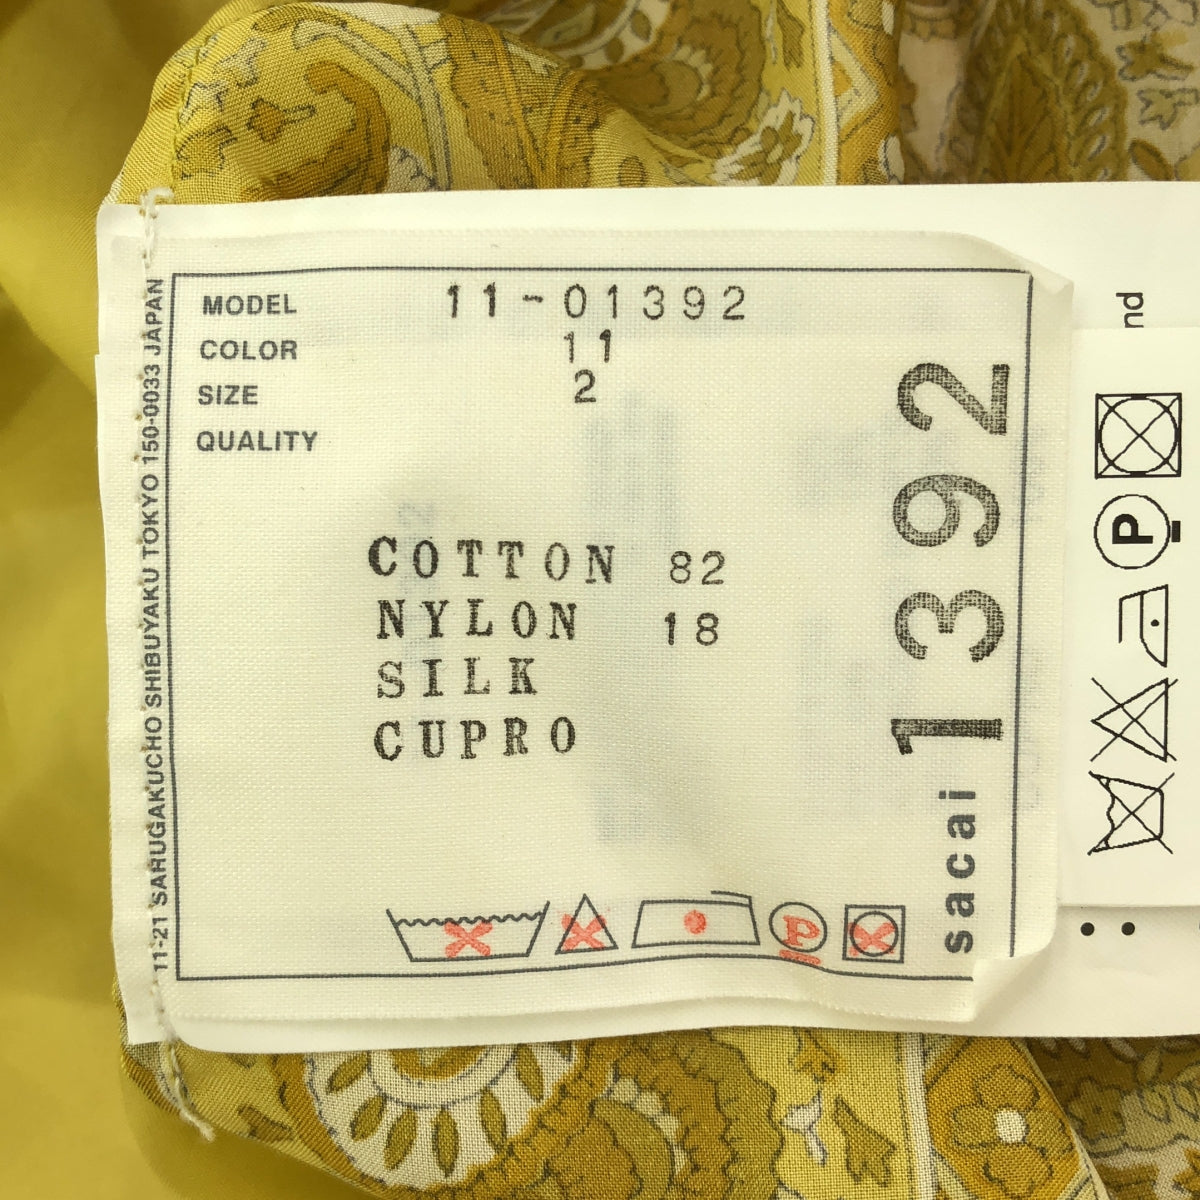 MODEL 11-01392
COLOR 11
SIZE 2
QUALITY
COTTON 82
NYLON 18
SILK
CUPRO
P
sacai 1392
11-21 SARUGAKUCHO SHIBUYAKU TOKYO 150-0033 JAPAN
nd
P